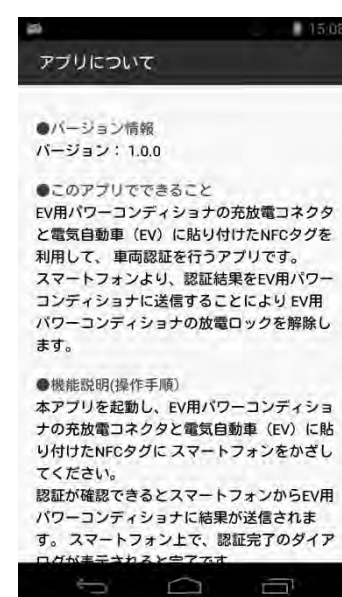 15:08
アプリについて
●バージョン情報
バージョン： 1.0.0
●このアプリでできること
EV用パワーコンディショナの充放電コネクタ
と電気自動車（EV）に貼り付けたNFCタグを
利用して、 車両認証を行うアプリです。
スマートフォンより、認証結果をEV用パワー
コンディショナに送信することにより EV用
パワーコンディショナの放電ロックを解除し
ます。
●機能説明(操作手順)
本アプリを起動し、EV用パワーコンディショ
ナの充放電コネクタと電気自動車（EV）に貼
り付けたNFCタグに スマートフォンをかざし
てください。
認証が確認できるとスマートフォンからEV用
パワーコンディショナに結果が送信されま
す。 スマートフォン上で、認証完了のダイア
ログが表示されると完了です